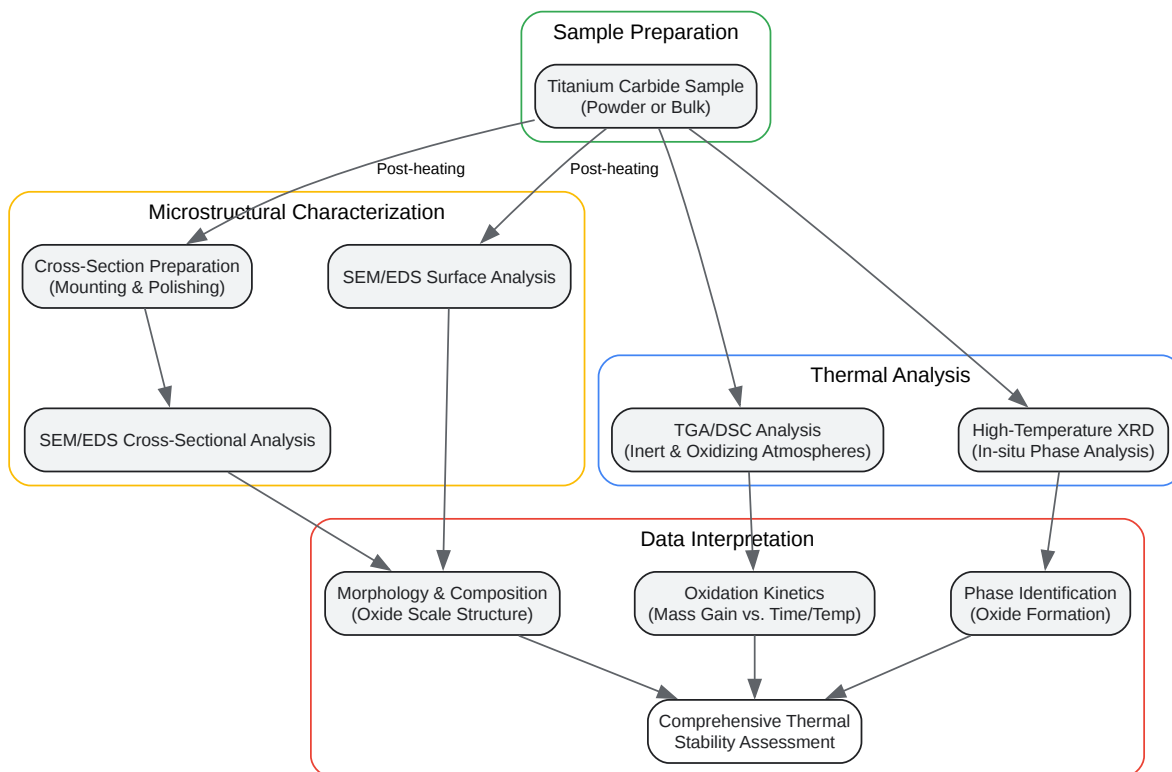 Sample Preparation
Titanium Carbide Sample
(Powder or Bulk)
Post-heating
Post-heating
Microstructural Characterization
Cross-Section Preparation
(Mounting & Polishing)
SEM/EDS Surface Analysis
Thermal Analysis
SEM/EDS Cross-Sectional Analysis
TGA/DSC Analysis
(Inert & Oxidizing Atmospheres)
High-Temperature XRD
(In-situ Phase Analysis)
Data Interpretation
Morphology & Composition
(Oxide Scale Structure)
Oxidation Kinetics
(Mass Gain vs. Time/Temp)
Phase Identification
(Oxide Formation)
Comprehensive Thermal
Stability Assessment